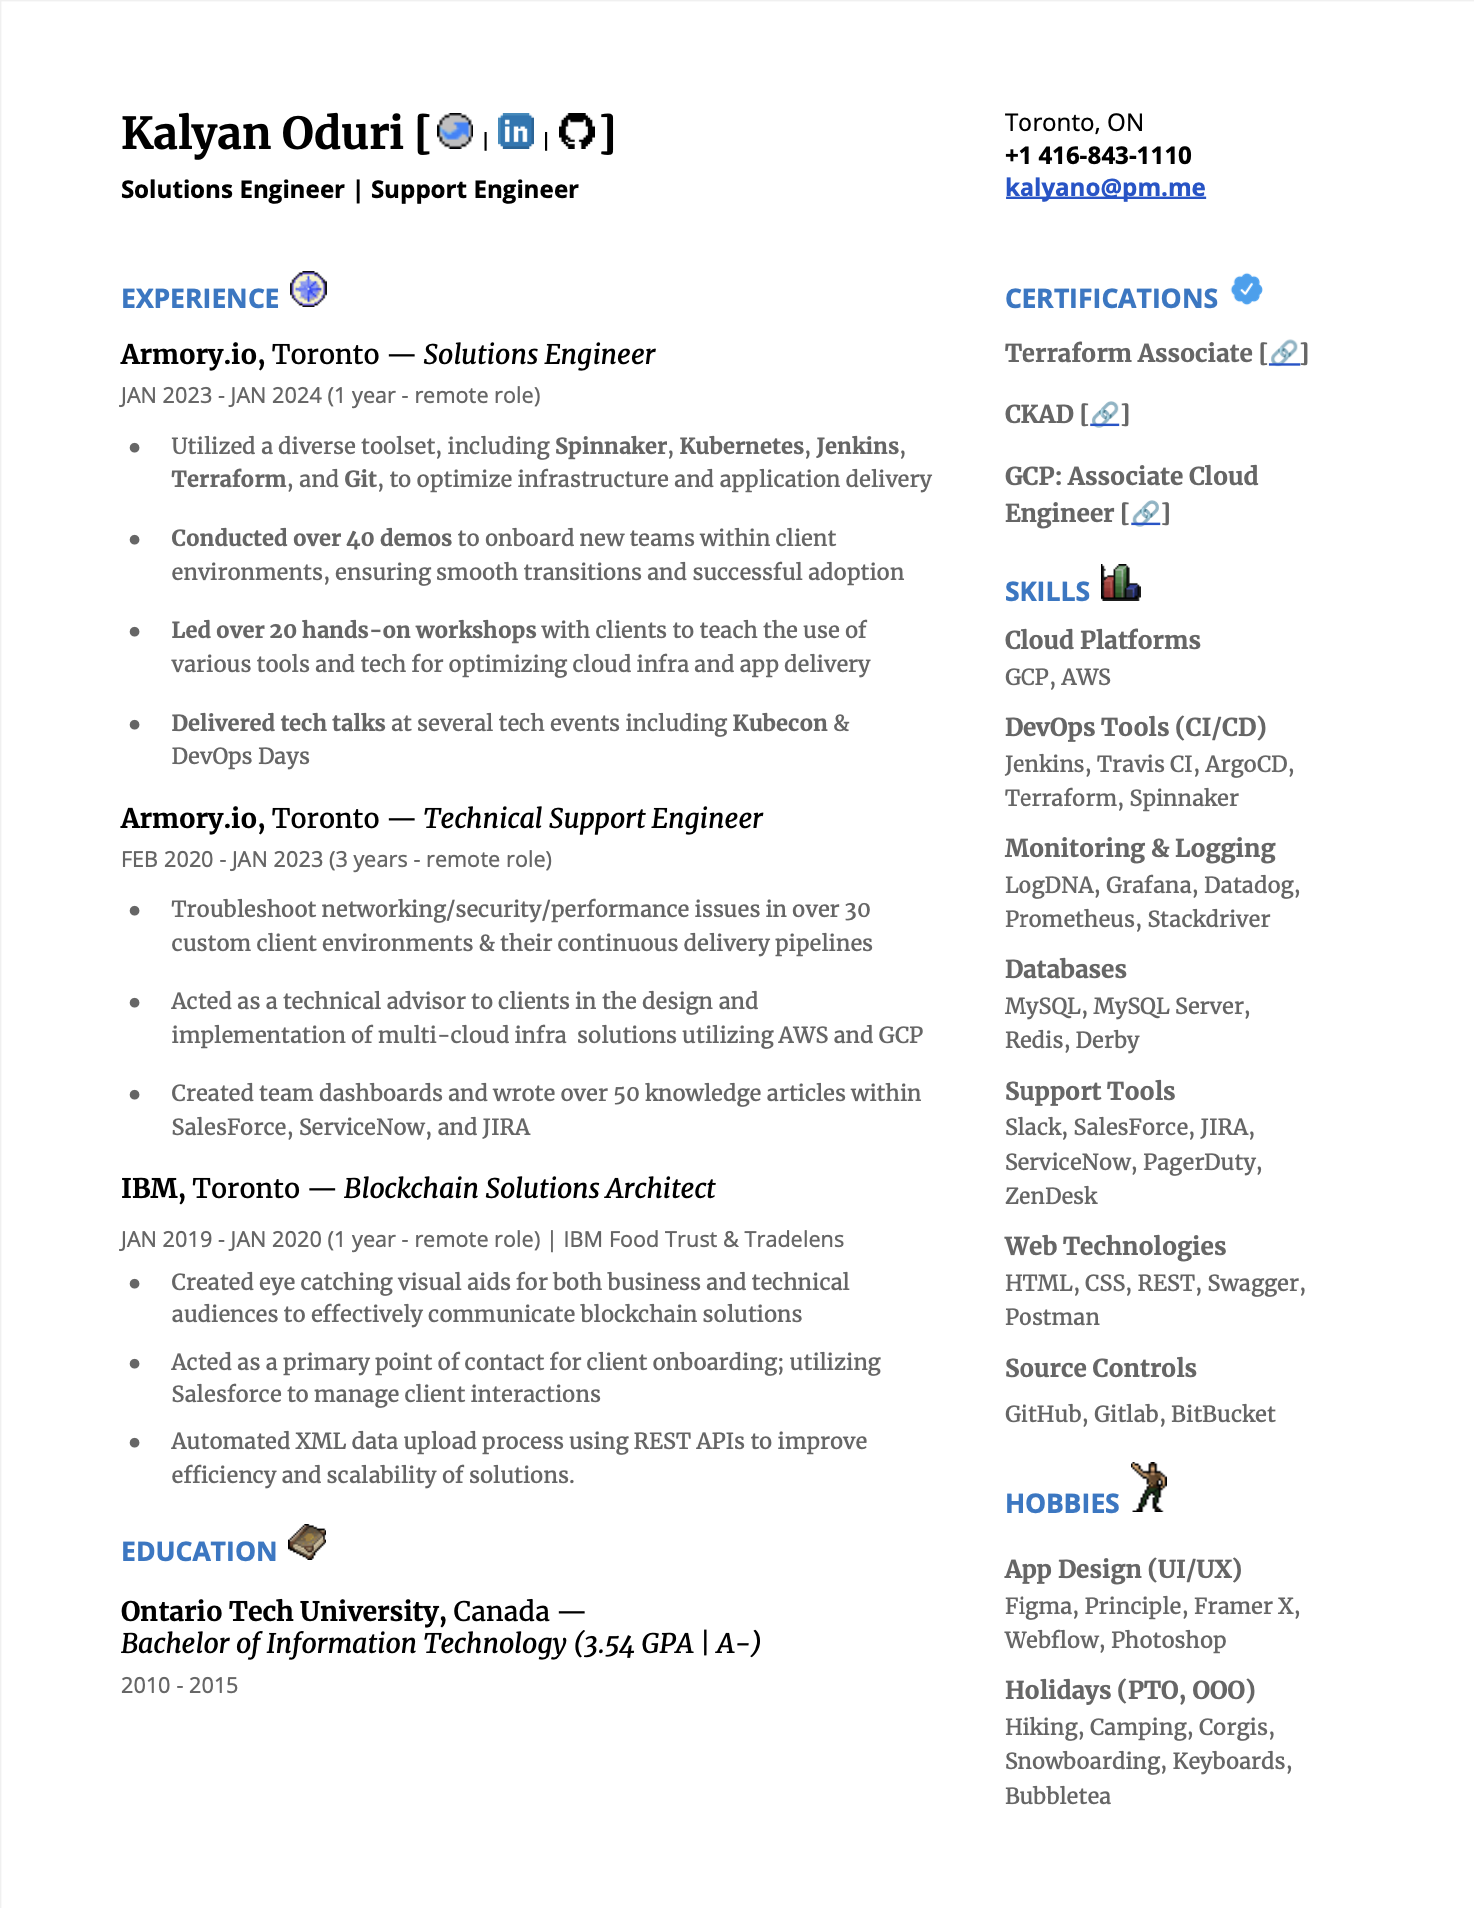 Kalyan Oduri [ | in | ]
Solutions Engineer | Support Engineer
Toronto, ON
+1 416-843-1110
kalyano@pm.me
EXPERIENCE
Armory.io, Toronto — Solutions Engineer
JAN 2023 - JAN 2024 (1 year - remote role)
● Utilized a diverse toolset, including Spinnaker, Kubernetes, Jenkins,
Terraform, and Git, to optimize infrastructure and application delivery
● Conducted over 40 demos to onboard new teams within client
environments, ensuring smooth transitions and successful adoption
● Led over 20 hands-on workshops with clients to teach the use of
various tools and tech for optimizing cloud infra and app delivery
● Delivered tech talks at several tech events including Kubecon &
DevOps Days
Armory.io, Toronto — Technical Support Engineer
FEB 2020 - JAN 2023 (3 years - remote role)
● Troubleshoot networking/security/performance issues in over 30
custom client environments & their continuous delivery pipelines
● Acted as a technical advisor to clients in the design and
implementation of multi-cloud infra  solutions utilizing AWS and GCP
● Created team dashboards and wrote over 50 knowledge articles within
SalesForce, ServiceNow, and JIRA
IBM, Toronto — Blockchain Solutions Architect
JAN 2019 - JAN 2020 (1 year - remote role) | IBM Food Trust & Tradelens
● Created eye catching visual aids for both business and technical
audiences to effectively communicate blockchain solutions
● Acted as a primary point of contact for client onboarding; utilizing
Salesforce to manage client interactions
● Automated XML data upload process using REST APIs to improve
efficiency and scalability of solutions.
EDUCATION
Ontario Tech University, Canada —
Bachelor of Information Technology (3.54 GPA | A-)
2010 - 2015
CERTIFICATIONS
Terraform Associate [🔗]
CKAD [🔗]
GCP: Associate Cloud
Engineer [🔗]
SKILLS
Cloud Platforms
GCP, AWS
DevOps Tools (CI/CD)
Jenkins, Travis CI, ArgoCD,
Terraform, Spinnaker
Monitoring & Logging
LogDNA, Grafana, Datadog,
Prometheus, Stackdriver
Databases
MySQL, MySQL Server,
Redis, Derby
Support Tools
Slack, SalesForce, JIRA,
ServiceNow, PagerDuty,
ZenDesk
Web Technologies
HTML, CSS, REST, Swagger,
Postman
Source Controls
GitHub, Gitlab, BitBucket
HOBBIES
App Design (UI/UX)
Figma, Principle, Framer X,
Webflow, Photoshop
Holidays (PTO, OOO)
Hiking, Camping, Corgis,
Snowboarding, Keyboards,
Bubbletea